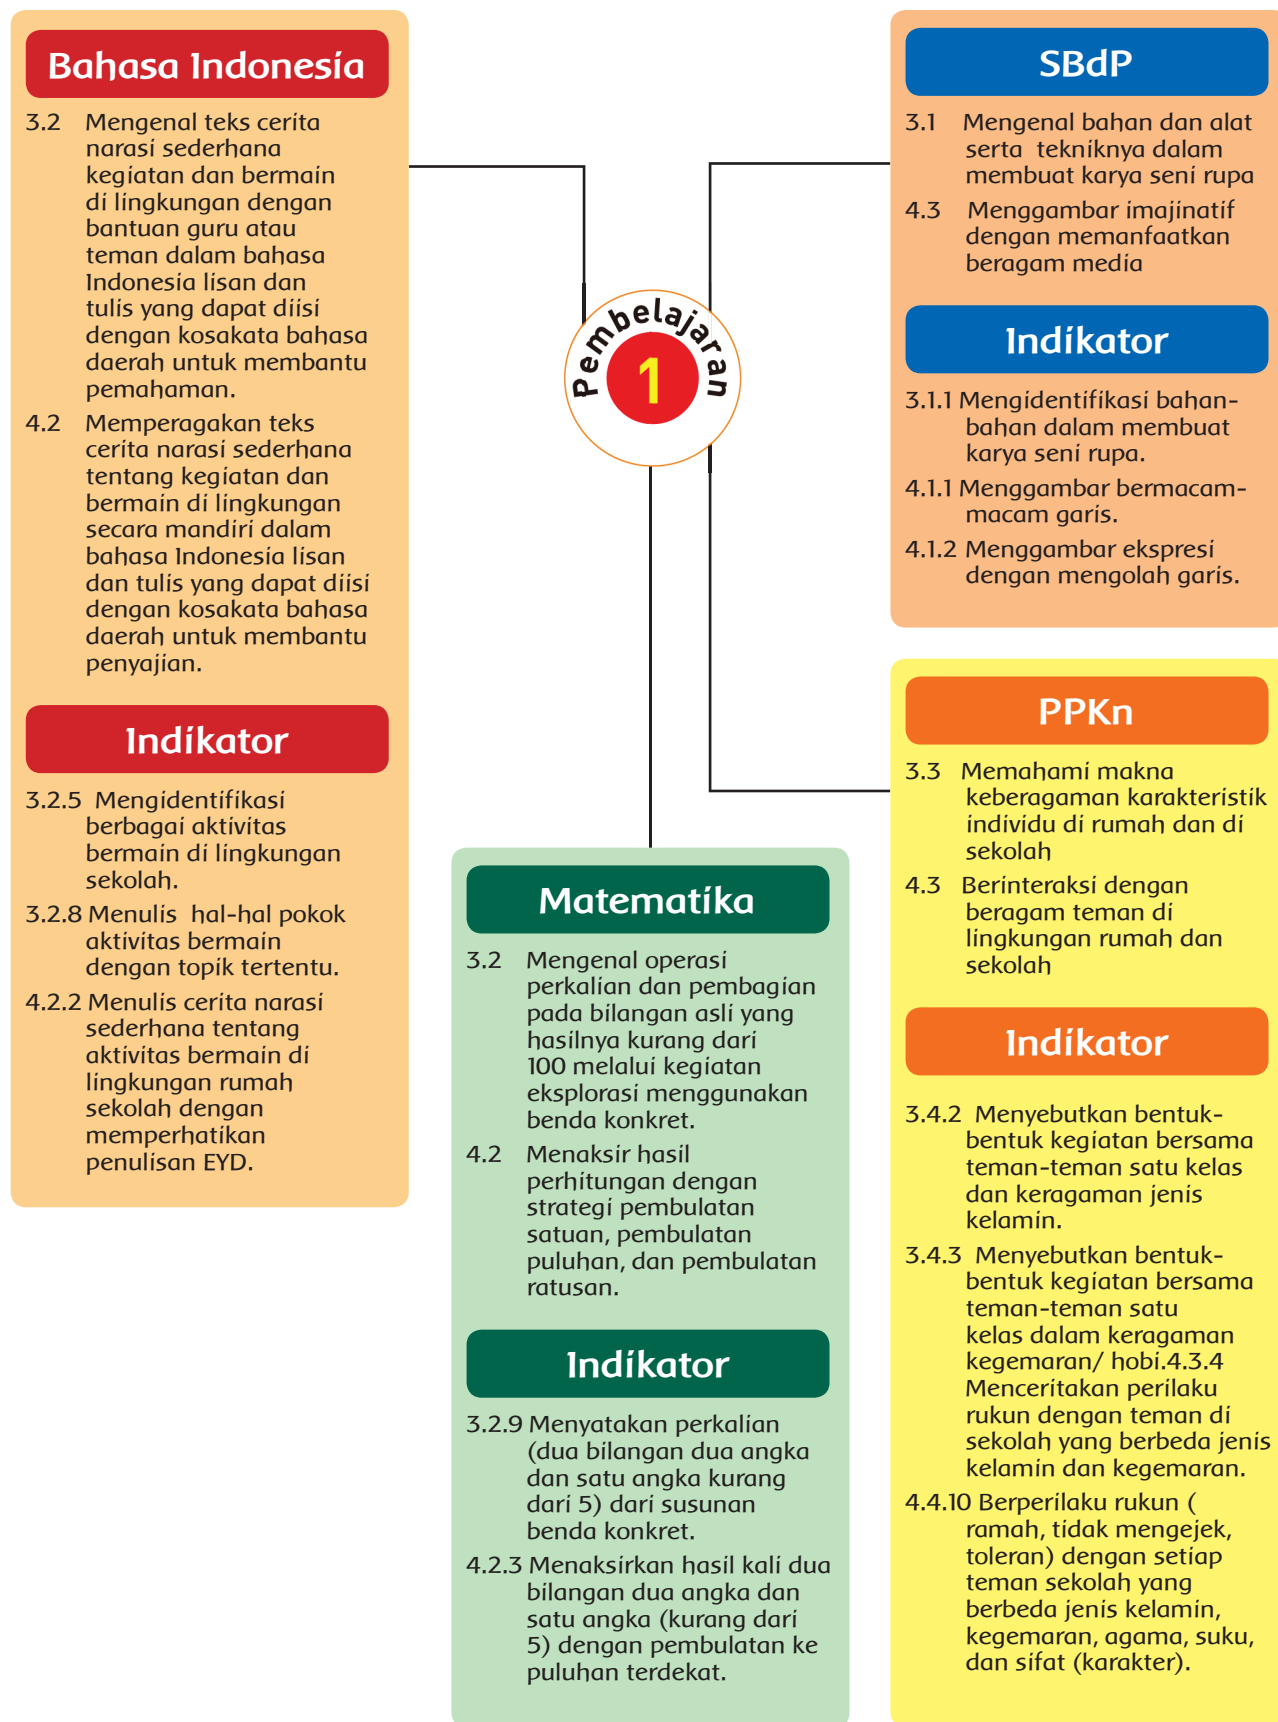 Bahasa Indonesia
3.2 Mengenal teks cerita
narasi sederhana
kegiatan dan bermain
di lingkungan dengan
bantuan guru atau
teman dalam bahasa
Indonesia lisan dan
tulis yang dapat diisi
dengan kosakata bahasa
daerah untuk membantu
pemahaman.
4.2 Memperagakan teks
cerita narasi sederhana
tentang kegiatan dan
bermain di lingkungan
secara mandiri dalam
bahasa Indonesia lisan
dan tulis yang dapat diisi
dengan kosakata bahasa
daerah untuk membantu
penyajian.
Indikator
3.2.5 Mengidentifikasi
berbagai aktivitas
bermain di lingkungan
sekolah.
3.2.8 Menulis hal-hal pokok
aktivitas bermain
dengan topik tertentu.
4.2.2 Menulis cerita narasi
sederhana tentang
aktivitas bermain di
lingkungan rumah
sekolah dengan
memperhatikan
penulisan EYD.
Pembelajaran
1
Matematika
3.2 Mengenal operasi
perkalian dan pembagian
pada bilangan asli yang
hasilnya kurang dari
100 melalui kegiatan
eksplorasi menggunakan
benda konkret.
4.2 Menaksir hasil
perhitungan dengan
strategi pembulatan
satuan, pembulatan
puluhan, dan pembulatan
ratusan.
Indikator
3.2.9 Menyatakan perkalian
(dua bilangan dua angka
dan satu angka kurang
dari 5) dari susunan
benda konkret.
4.2.3 Menaksirkan hasil kali dua
bilangan dua angka dan
satu angka (kurang dari
5) dengan pembulatan ke
puluhan terdekat.
SBdP
3.1 Mengenal bahan dan alat
serta tekniknya dalam
membuat karya seni rupa
4.3 Menggambar imajinatif
dengan memanfaatkan
beragam media
Indikator
3.1.1 Mengidentifikasi bahan-
bahan dalam membuat
karya seni rupa.
4.1.1 Menggambar bermacam-
macam garis.
4.1.2 Menggambar ekspresi
dengan mengolah garis.
PPKn
3.3 Memahami makna
keberagaman karakteristik
individu di rumah dan di
sekolah
4.3 Berinteraksi dengan
beragam teman di
lingkungan rumah dan
sekolah
Indikator
3.4.2 Menyebutkan bentuk-
bentuk kegiatan bersama
teman-teman satu kelas
dan keragaman jenis
kelamin.
3.4.3 Menyebutkan bentuk-
bentuk kegiatan bersama
teman-teman satu
kelas dalam keragaman
kegemaran/ hobi.4.3.4
Menceritakan perilaku
rukun dengan teman di
sekolah yang berbeda jenis
kelamin dan kegemaran.
4.4.10 Berperilaku rukun (
ramah, tidak mengejek,
toleran) dengan setiap
teman sekolah yang
berbeda jenis kelamin,
kegemaran, agama, suku,
dan sifat (karakter).